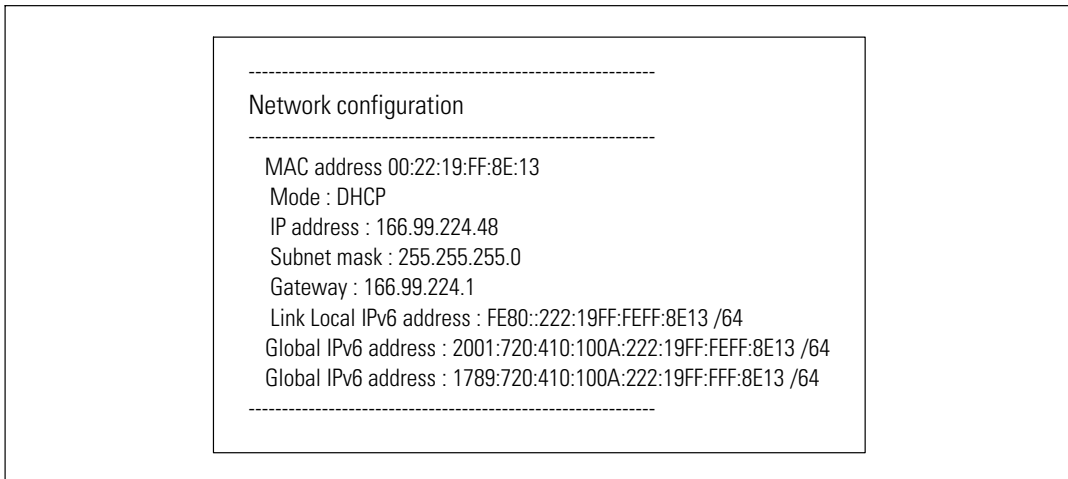 -------------------------------------------------------------
Network configuration
-------------------------------------------------------------
MAC address 00:22:19:FF:8E:13
Mode : DHCP
IP address : 166.99.224.48
Subnet mask : 255.255.255.0
Gateway : 166.99.224.1
Link Local IPv6 address : FE80::222:19FF:FEFF:8E13 /64
Global IPv6 address : 2001:720:410:100A:222:19FF:FEFF:8E13 /64
Global IPv6 address : 1789:720:410:100A:222:19FF:FFF:8E13 /64
-------------------------------------------------------------